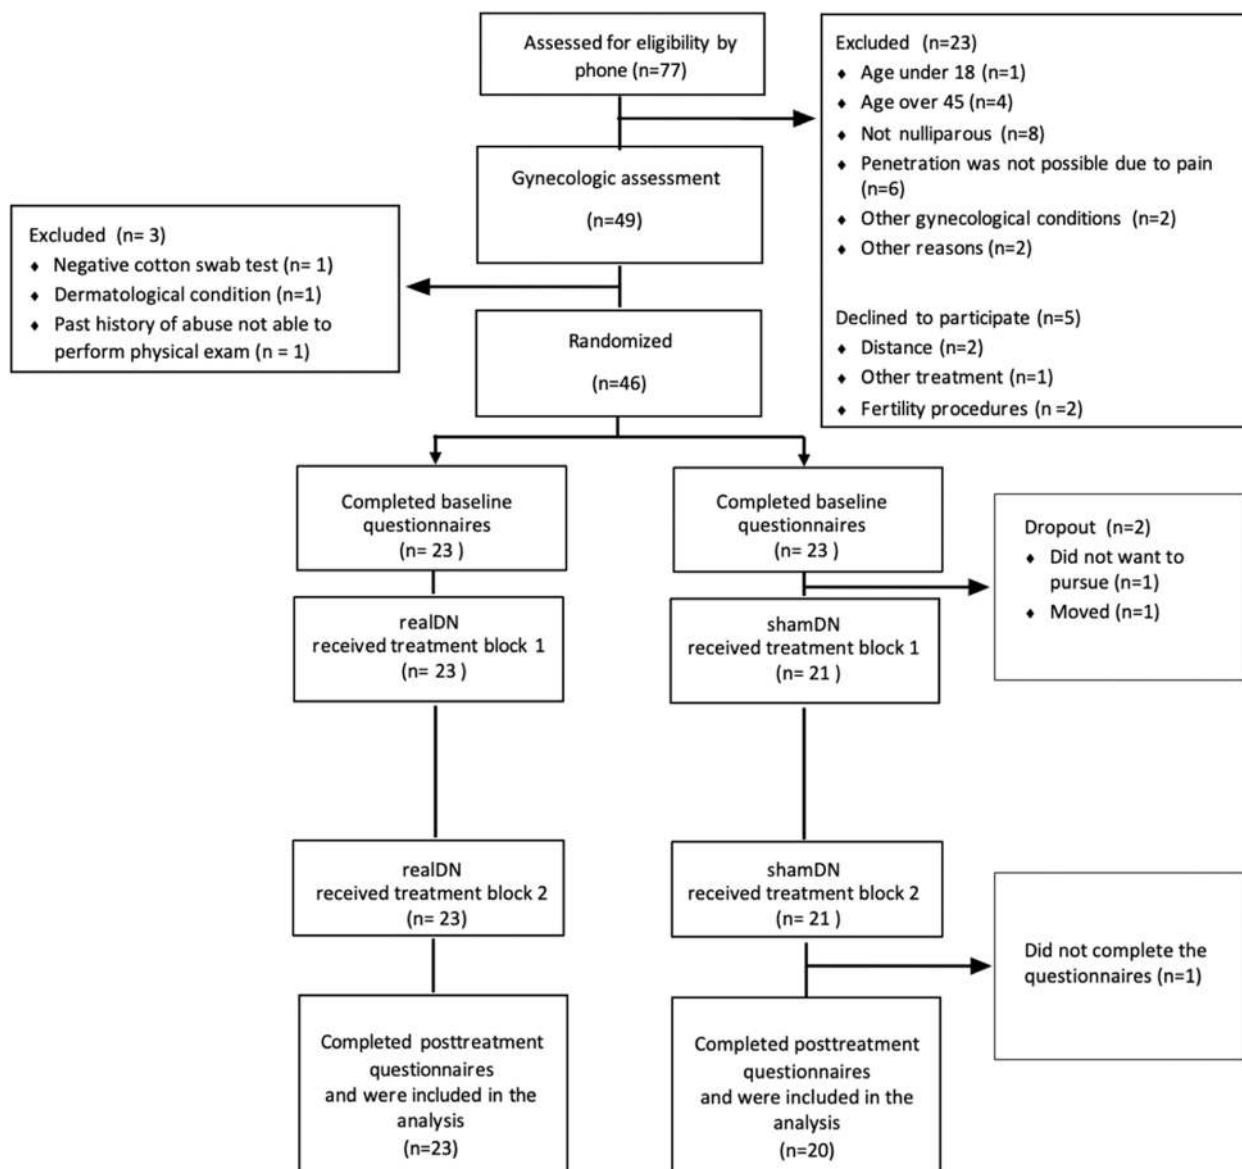 Assessed for eligibility by
phone (n=77)
Excluded (n=23)
♦ Age under 18 (n=1)
♦ Age over 45 (n=4)
♦ Not nulliparous (n=8)
♦ Penetration was not possible due to pain
(n=6)
♦ Other gynecological conditions (n=2)
♦ Other reasons (n=2)
Declined to participate (n=5)
♦ Distance (n=2)
♦ Other treatment (n=1)
♦ Fertility procedures (n =2)
Gynecologic assessment
(n=49)
Excluded (n= 3)
♦ Negative cotton swab test (n= 1)
♦ Dermatological condition (n=1)
♦ Past history of abuse not able to
perform physical exam (n = 1)
Randomized
(n=46)
Completed baseline
questionnaires
(n= 23 )
Completed baseline
questionnaires
(n= 23 )
Dropout (n=2)
♦ Did not want to
pursue (n=1)
♦ Moved (n=1)
realDN
received treatment block 1
(n= 23 )
shamDN
received treatment block 1
(n= 21 )
realDN
received treatment block 2
(n= 23)
shamDN
received treatment block 2
(n= 21 )
Did not complete the
questionnaires (n=1)
Completed posttreatment
questionnaires
and were included in the
analysis
(n=23)
Completed posttreatment
questionnaires
and were included in the
analysis
(n=20)